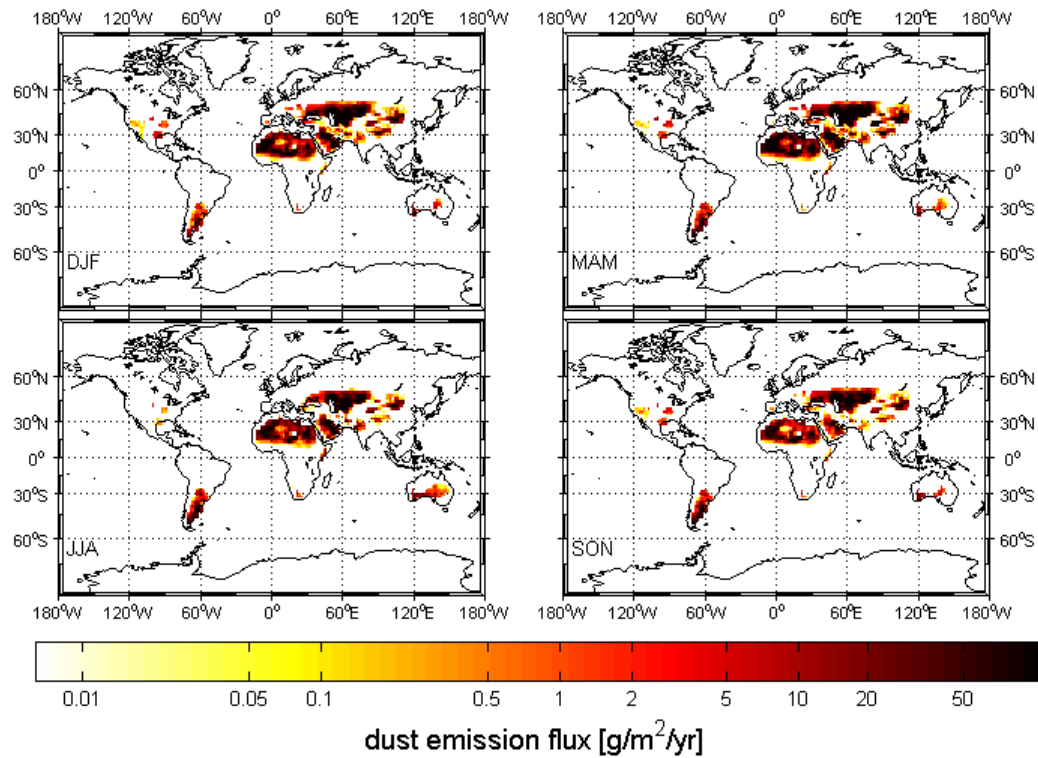 180°W 120°W 60°W 0° 60°E 120°E 180°W 180°W 120°W 60°W 0° 60°E 120°E 180°W
60°N 60°N
30°N 30°N
0° 0°
30°S 30°S
60°S 60°S
DJF MAM
60°N 60°N
30°N 30°N
0° 0°
30°S 30°S
60°S 60°S
JJA SON
180°W 120°W 60°W 0° 60°E 120°E 180°W 180°W 120°W 60°W 0° 60°E 120°E 180°W
0.01 0.05 0.1 0.5 1 2 5 10 20 50
dust emission flux [g/m²/yr]